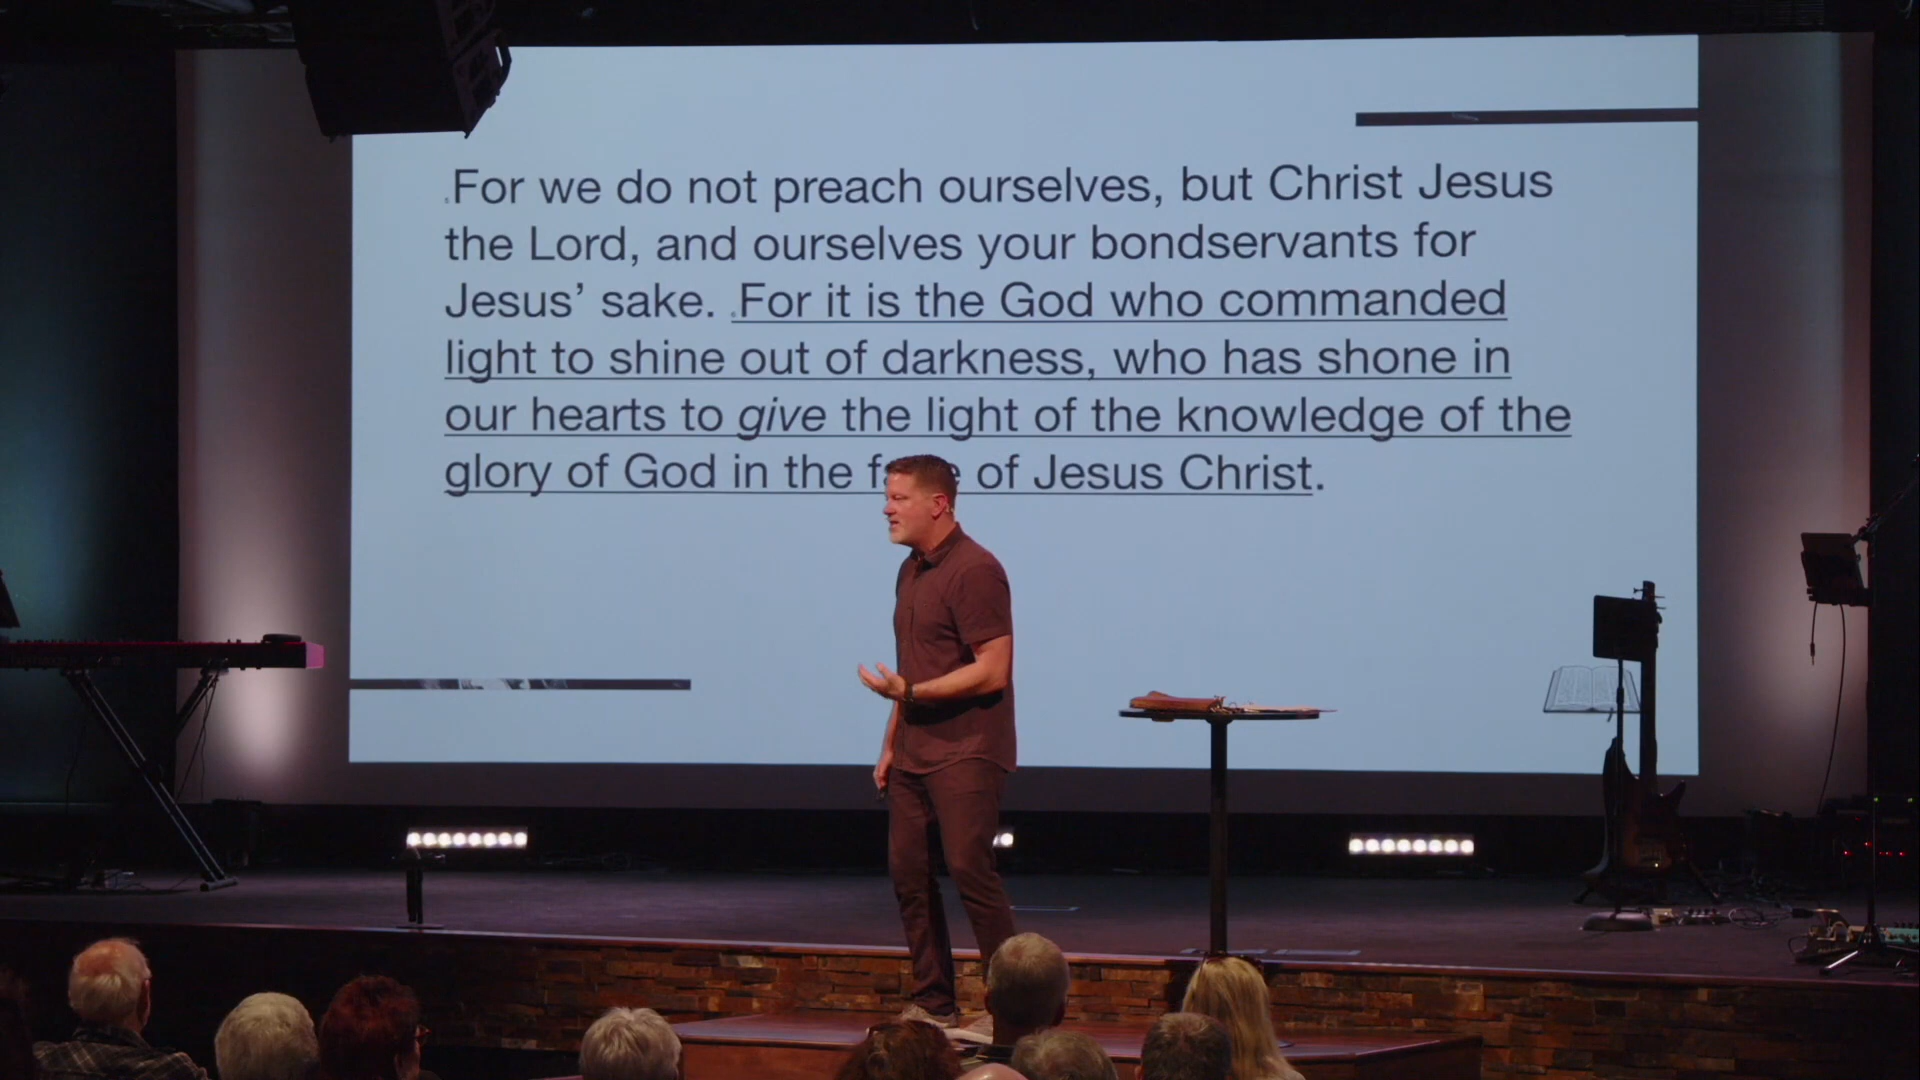 For we do not preach ourselves, but Christ Jesus
the Lord, and ourselves your bondservants for
Jesus’ sake. For it is the God who commanded
light to shine out of darkness, who has shone in
our hearts to give the light of the knowledge of the
glory of God in the of Jesus Christ.